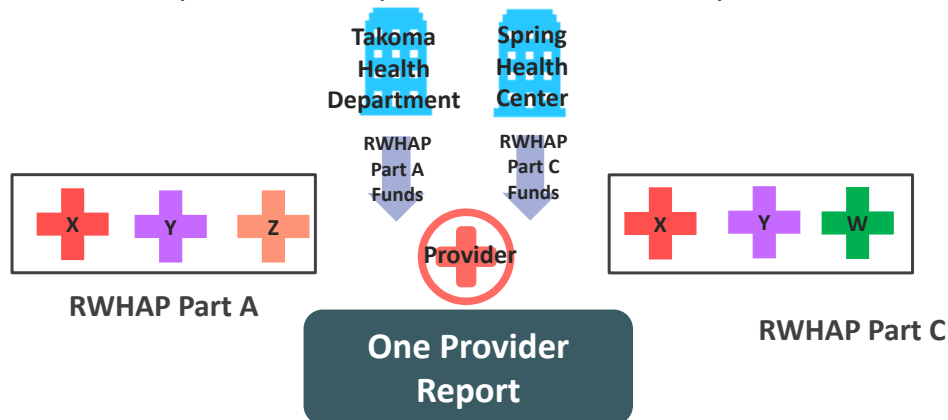 Takoma
Health
Department
Spring
Health
Center
RWHAP
Part A
Funds
RWHAP
Part C
Funds
X
Y
Z
Provider
X
Y
W
RWHAP Part A
RWHAP Part C
One Provider
Report